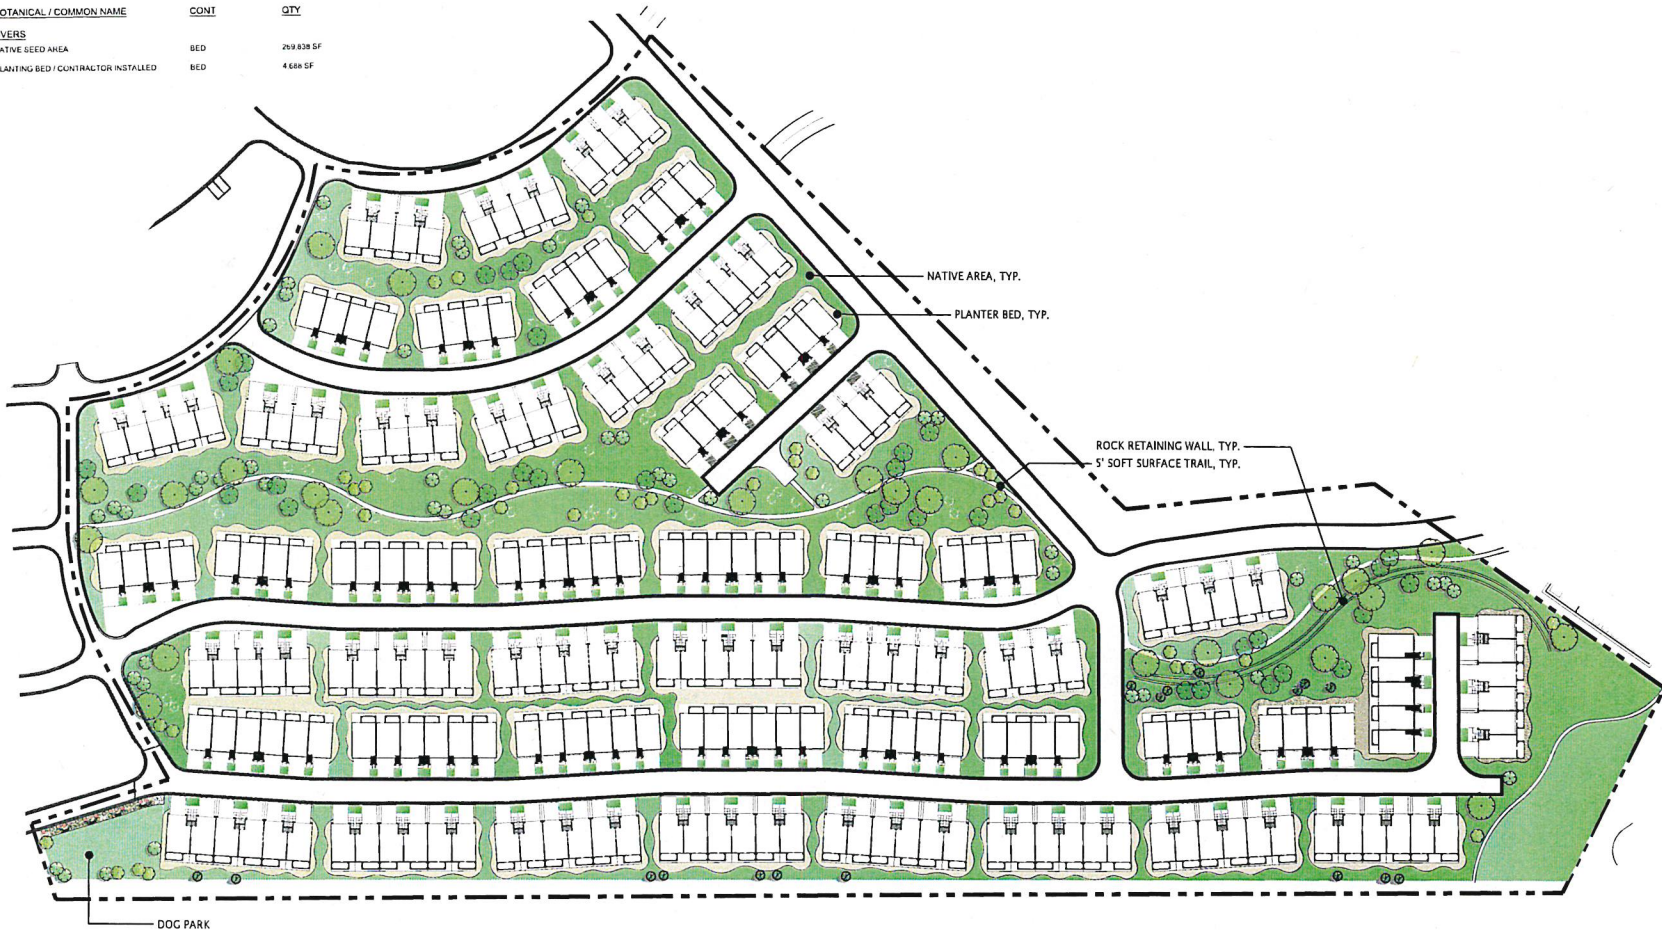 OTANICAL / COMMON NAME CONT QTY
VERS
ATIVE SEED AREA BED 269,838 SF
LANTING BED / CONTRACTOR INSTALLED BED 4,688 SF
NATIVE AREA, TYP.
PLANTER BED, TYP.
ROCK RETAINING WALL, TYP.
5' SOFT SURFACE TRAIL, TYP.
DOG PARK